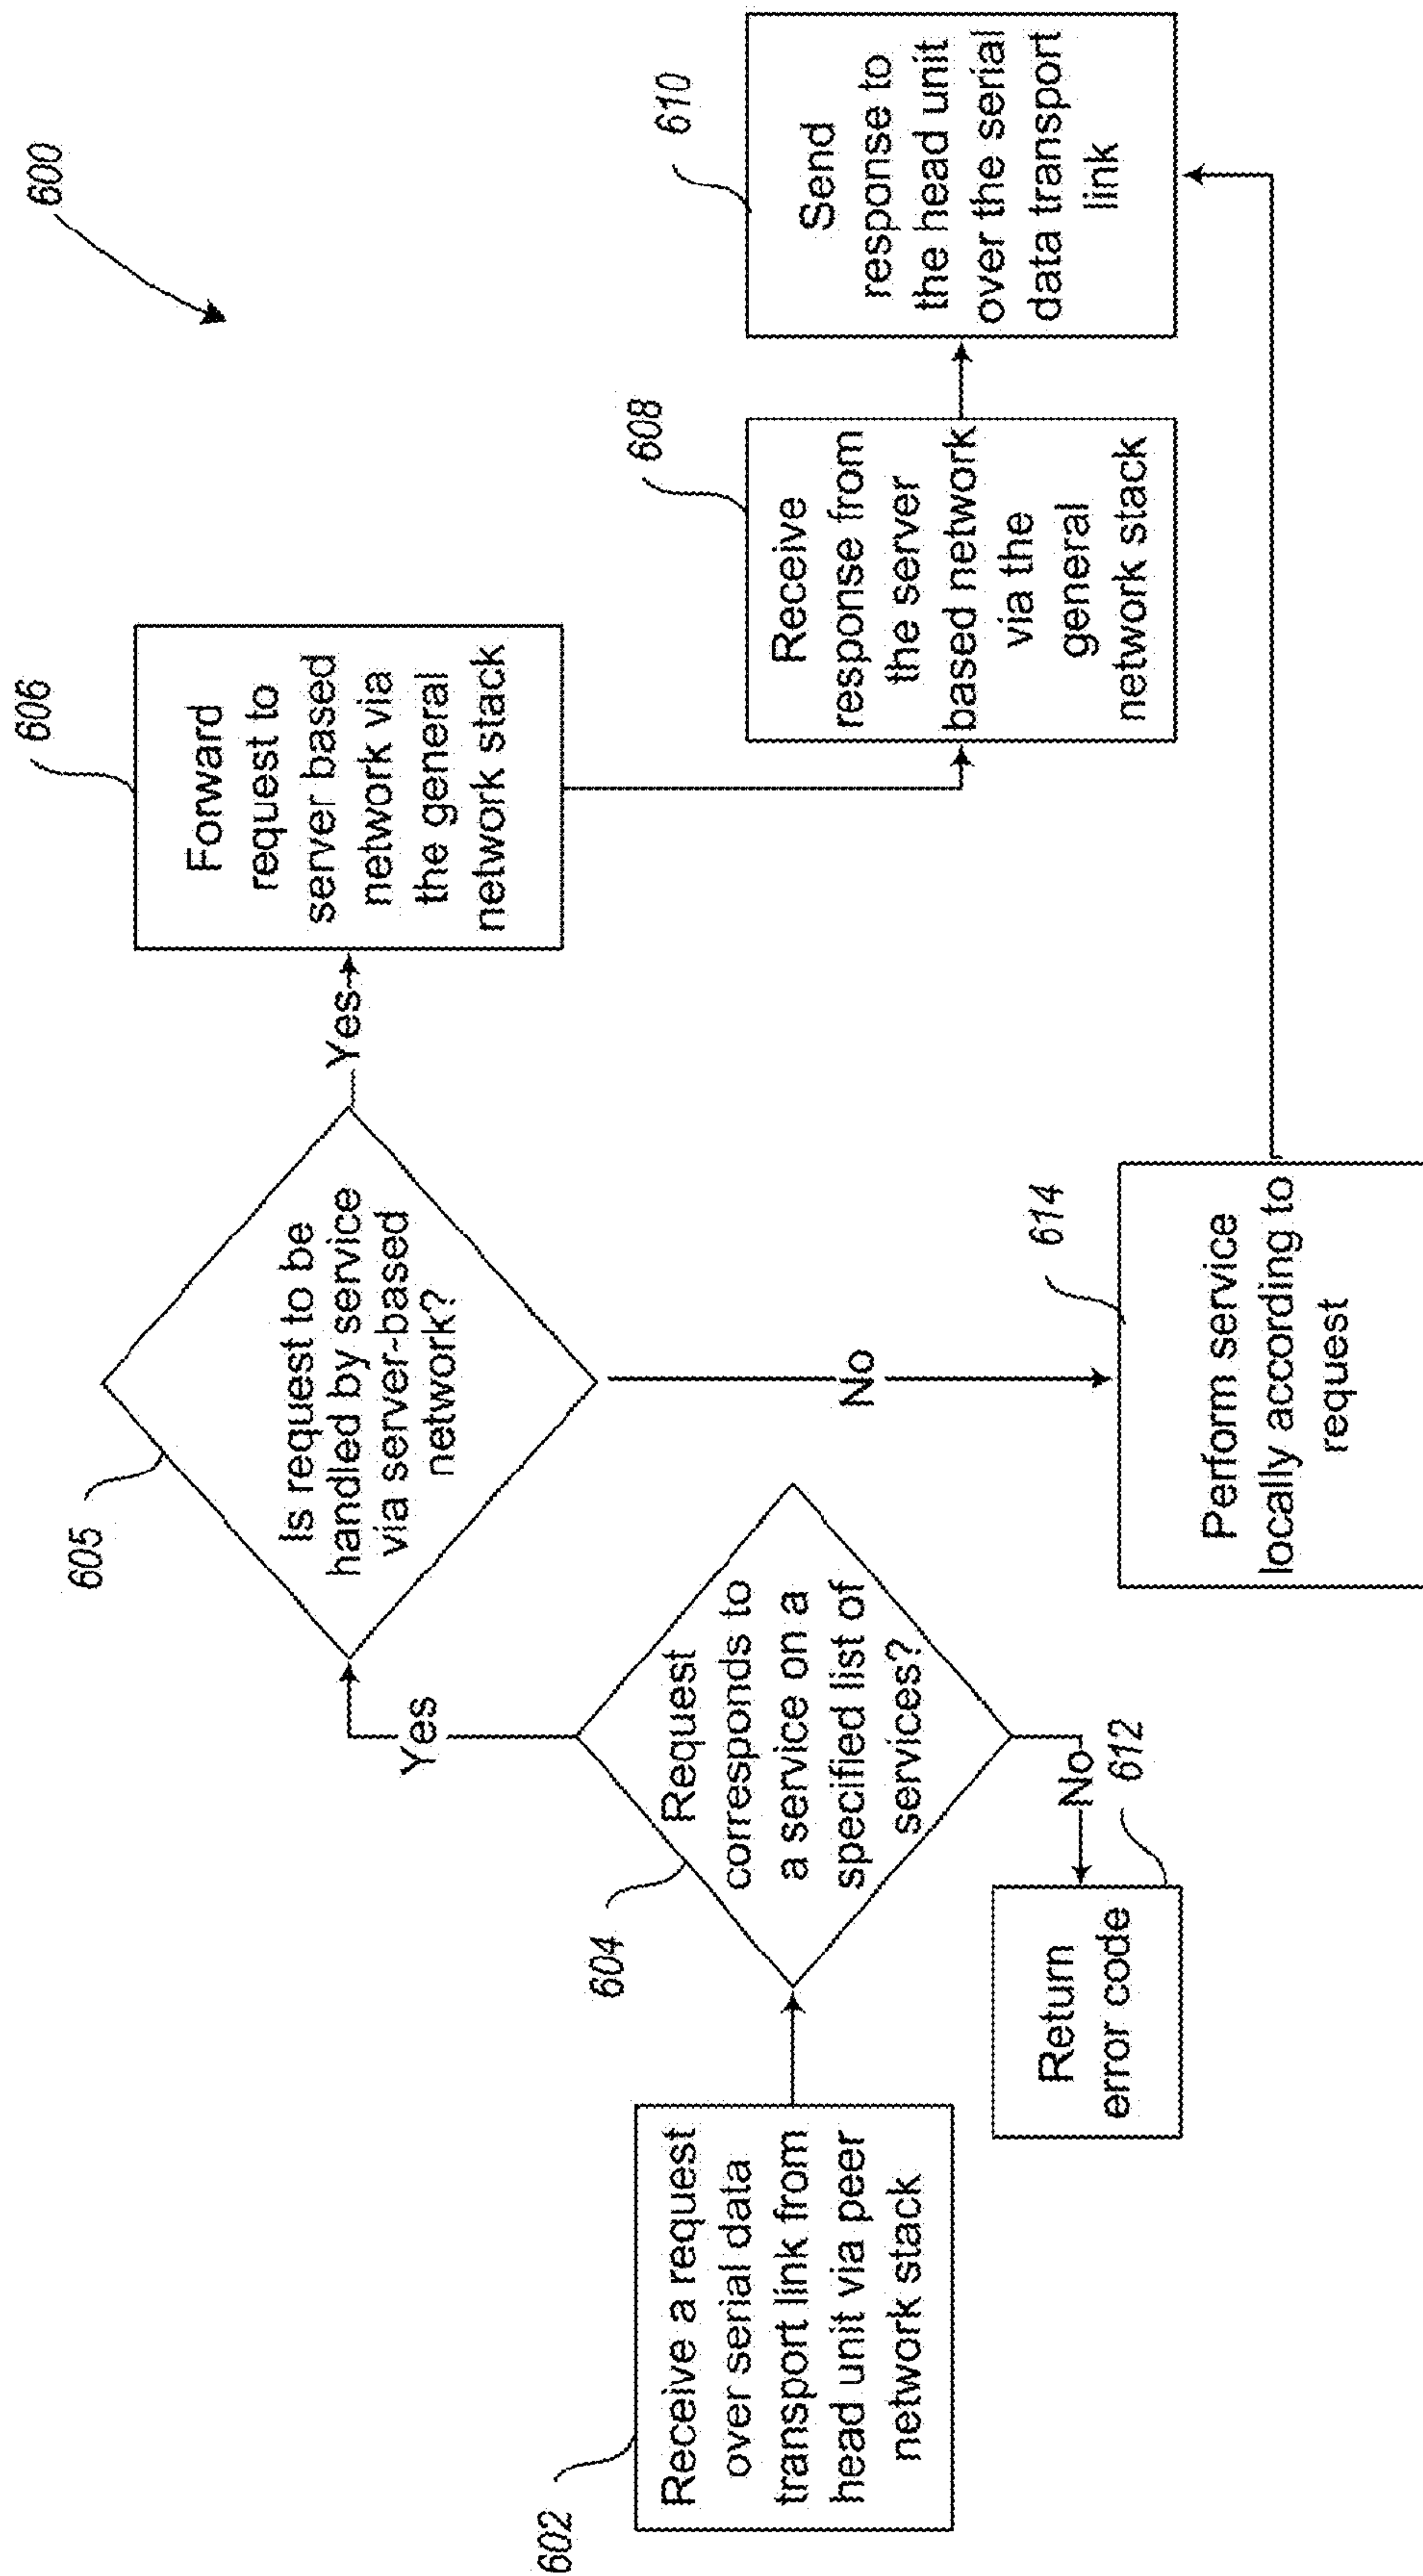 600
602
Receive a request
over serial data
transport link from
head unit via peer
network stack
604
Request
corresponds to
a service on a
specified list of
services?
Yes
No
612
Return
error code
605
Is request to be
handled by service
via server-based
network?
Yes
No
606
Forward
request to
server based
network via
the general
network stack
608
Receive
response from
the server
based network
via the
general
network stack
610
Send
response to
the head unit
over the serial
data transport
link
614
Perform service
locally according to
request